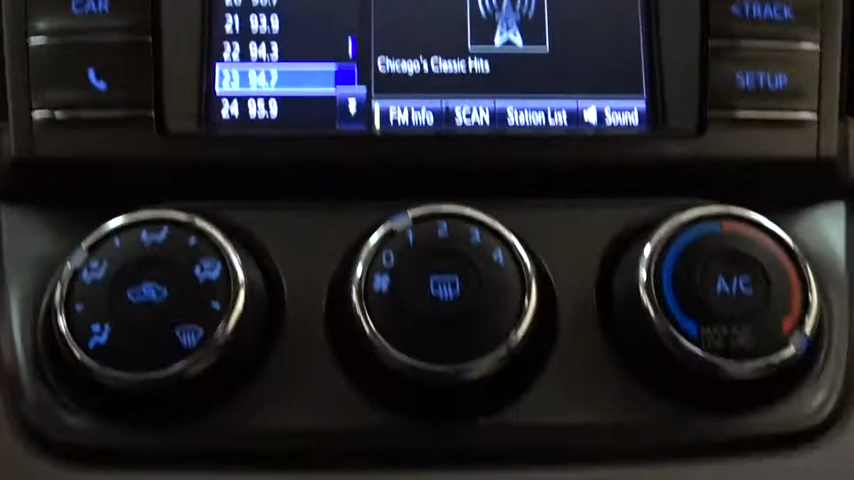 CAR
<TRACK
21 93.9
22 94.3
23 94.7
24 95.9
Chicago's Classic Hits
SETUP
FM Info SCAN Station List Sound
0 1 2 3 4
A/C